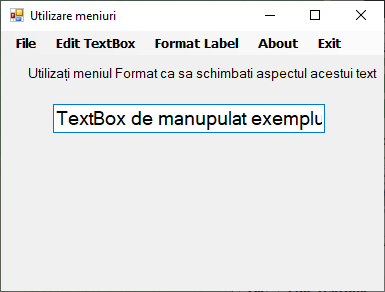 Utilizare meniuri
File Edit TextBox Format Label About Exit
Utilizați meniul Format ca sa schimbati aspectul acestui text
TextBox de manupulat exemplu